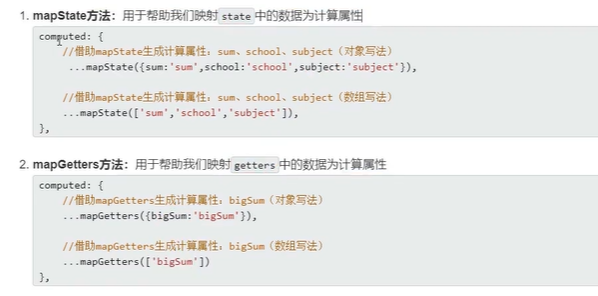 1. mapState方法：用于帮助我们映射 state 中的数据为计算属性
computed: {
//借助mapState生成计算属性：sum、school、subject（对象写法）
...mapState({sum:'sum',school:'school',subject:'subject'}),
//借助mapState生成计算属性：sum、school、subject（数组写法）
...mapState(['sum','school','subject']),
},
2. mapGetters方法：用于帮助我们映射 getters 中的数据为计算属性
computed: {
//借助mapGetters生成计算属性：bigSum（对象写法）
...mapGetters({bigSum:'bigSum'}),
//借助mapGetters生成计算属性：bigSum（数组写法）
...mapGetters(['bigSum'])
},